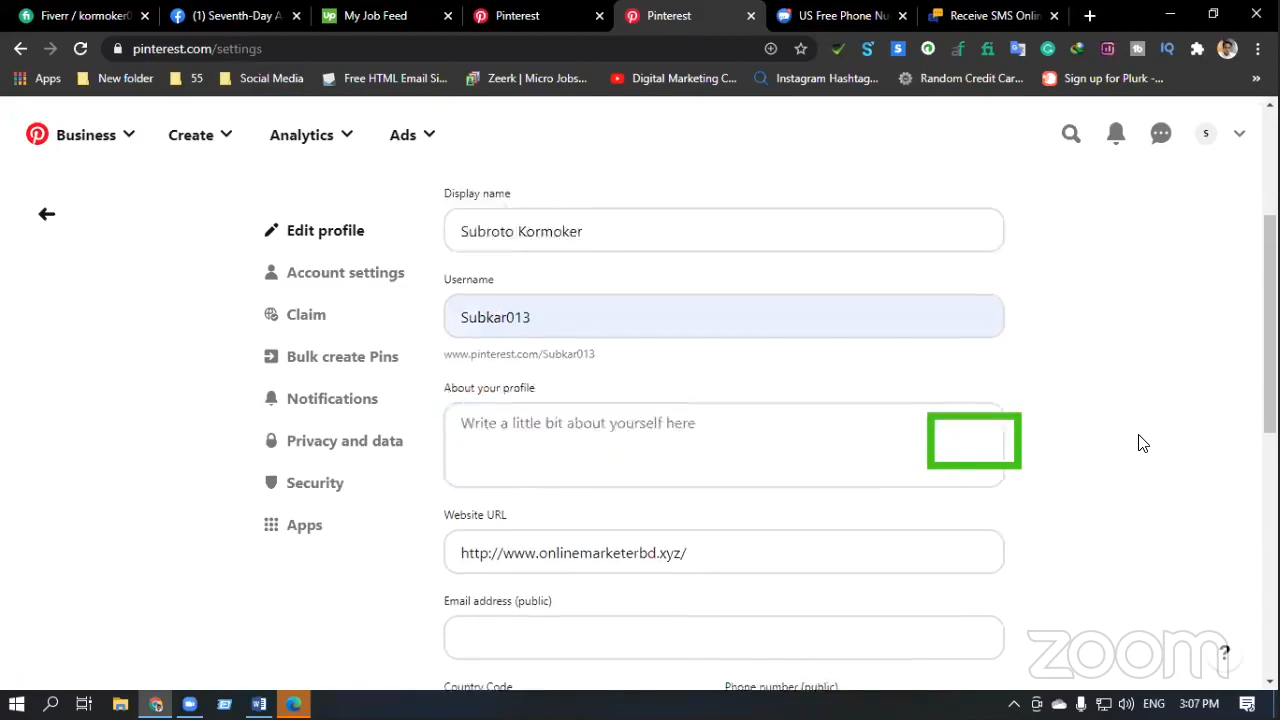 Fiverr / kormoker0
(1) Seventh-Day A
My Job Feed
Pinterest
Pinterest
US Free Phone Nu
Receive SMS Onlin
pinterest.com/settings
Apps
New folder
55
Social Media
Free HTML Email Si...
Zeerk | Micro Jobs...
Digital Marketing C...
Instagram Hashtag...
Random Credit Car...
Sign up for Plurk -...
Business
Create
Analytics
Ads
S
Display name
Subroto Kormoker
Edit profile
Account settings
Claim
Bulk create Pins
Notifications
Privacy and data
Security
Apps
Username
Subkar013
www.pinterest.com/Subkar013
About your profile
Write a little bit about yourself here
Website URL
http://www.onlinemarketerbd.xyz/
Email address (public)
Country Code
Phone number (public)
zoom
?
ENG
3:07 PM